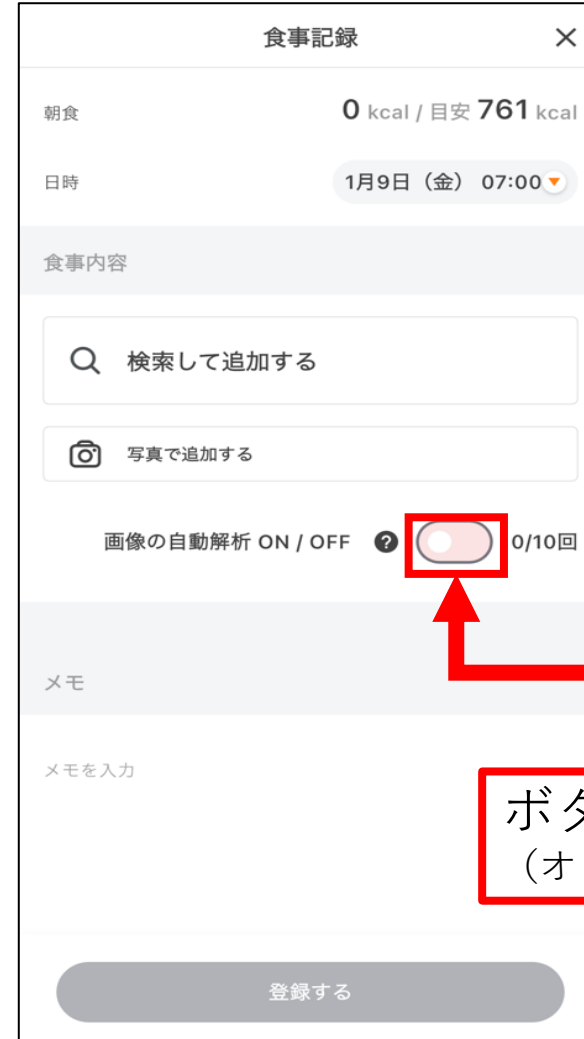 食事記録
朝食 0 kcal / 目安 761 kcal
日時 1月9日（金） 07:00
食事内容
検索して追加する
写真で追加する
画像の自動解析 ON / OFF ? 0/10回
メモ
メモを入力
ボタ
（オ
登録する